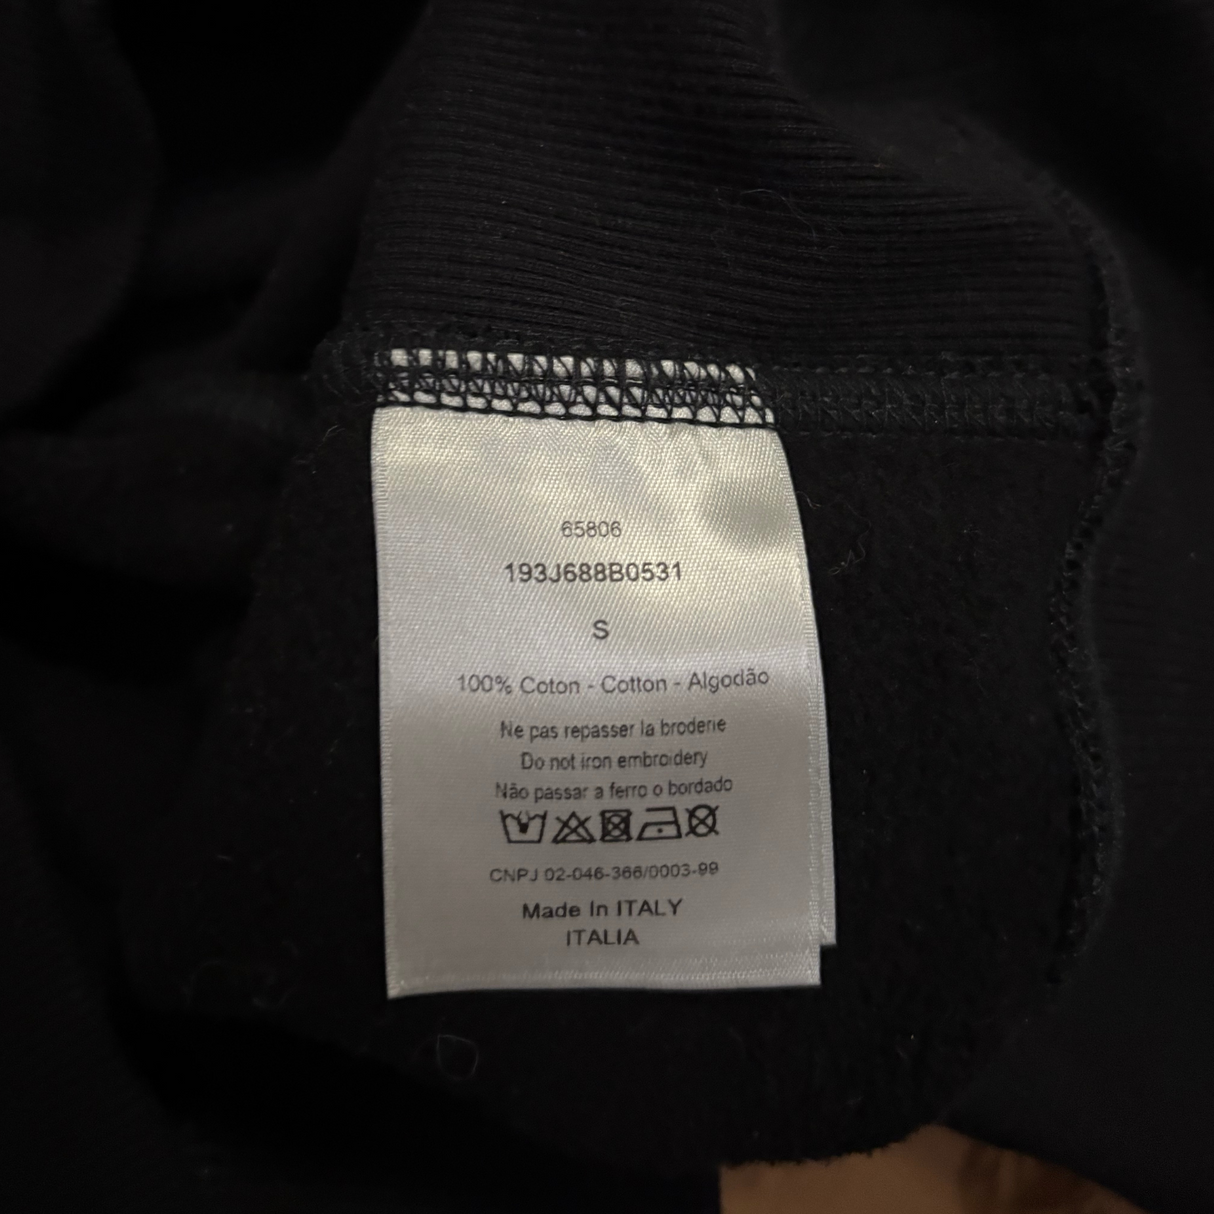 65806
193J688B0531
S
100% Coton - Cotton - Algodão
Ne pas repasser la broderie
Do not iron embroidery
Não passar a ferro o bordado
CNPJ 02-046-366/0003-99
Made In ITALY
ITALIA